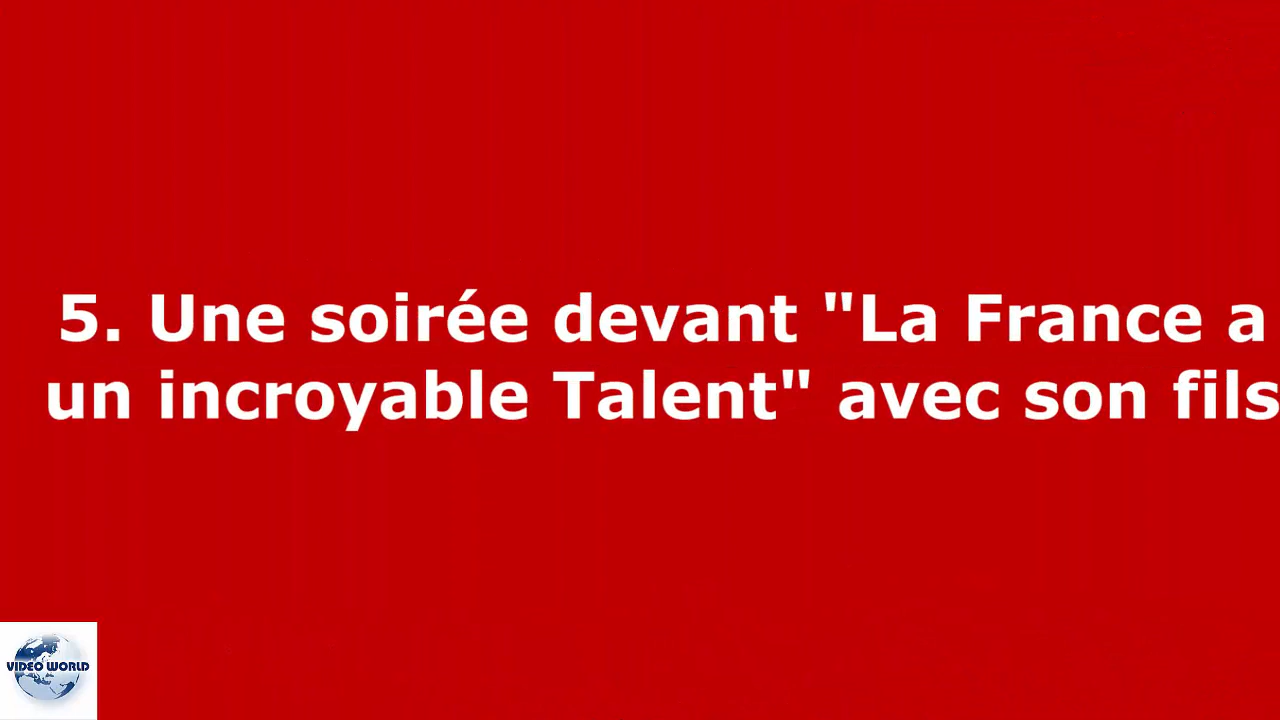 5. Une soirée devant "La France a
un incroyable Talent" avec son fils
VIDEO WORLD